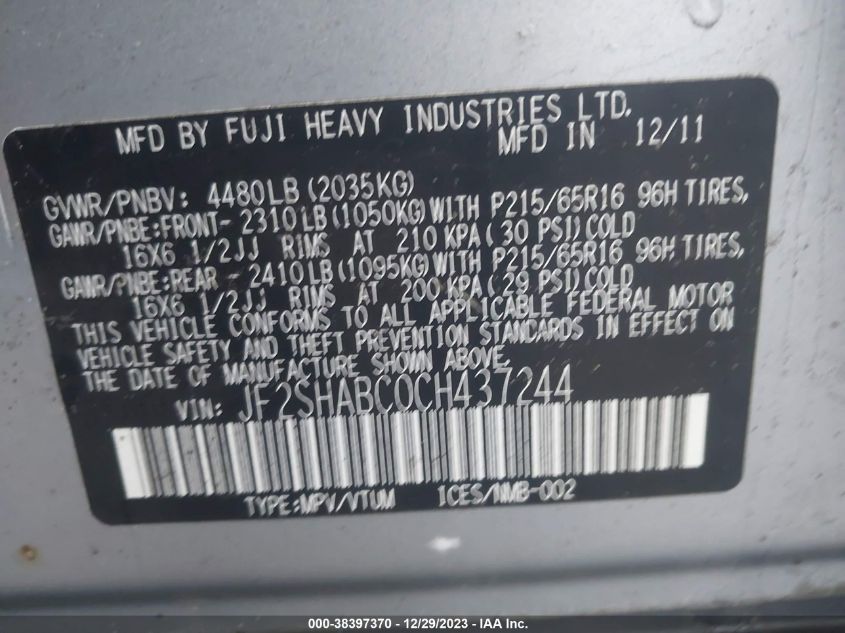 MFD BY FUJI HEAVY INDUSTRIES LTD.
MFD IN 12/11
GVWR/PNBV: 4480LB(2035KG)
GAWR/PNBE:FRONT- 2310LB(1050KG)WITH P215/65R16 96H TIRES,
16X6 1/2JJ RIMS AT 210 KPA(30 PSI)COLD
GAWR/PNBE:REAR - 2410LB(1095KG)WITH P215/65R16 96H TIRES,
16X6 1/2JJ RIMS AT 200 KPA(29 PSI)COLD
THIS VEHICLE CONFORMS TO ALL APPLICABLE FEDERAL MOTOR
VEHICLE SAFETY AND THEFT PREVENTION STANDARDS IN EFFECT ON
THE DATE OF MANUFACTURE SHOWN ABOVE.
VIN: JF2SHABC0CH437244
TYPE:MPV/VTUM ICES/NMB-002
000-38397370 - 12/29/2023 - IAA Inc.